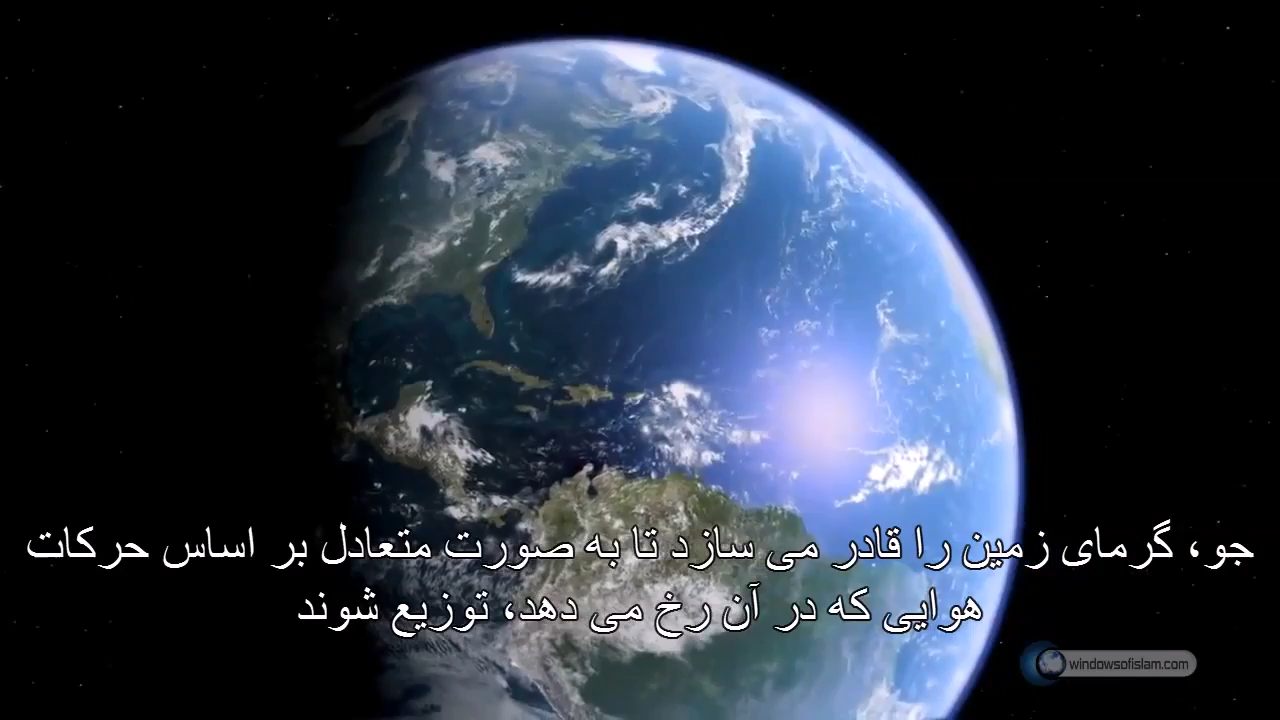 جو، گرمای زمین را قادر می سازد تا به صورت متعادل بر اساس حرکات
هوایی که در آن رخ می دهد، توزیع شوند
windowsofislam.com